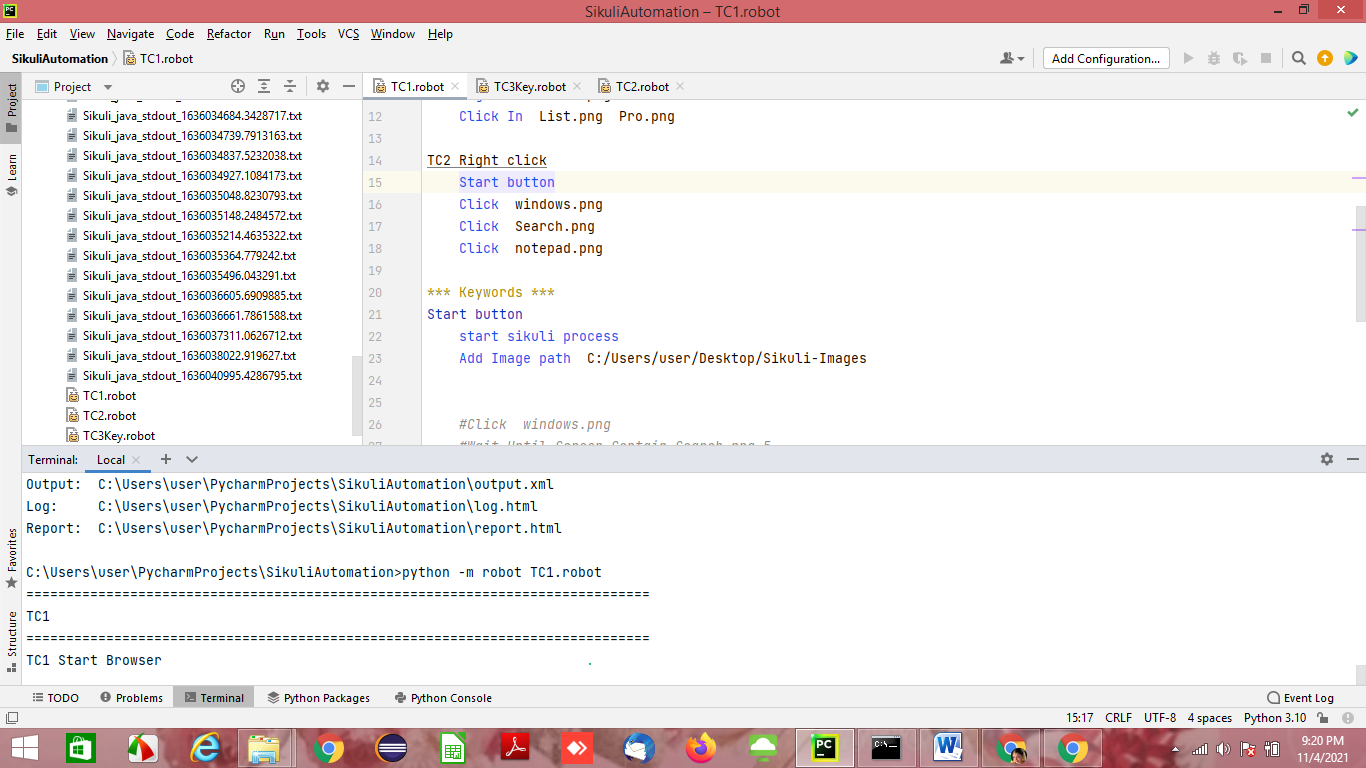 SikuliAutomation – TC1.robot
File Edit View Navigate Code Refactor Run Tools VCS Window Help
SikuliAutomation TC1.robot
Add Configuration...
Project
TC1.robot
TC3Key.robot
TC2.robot
Project
Learn
Favorites
Structure
Sikuli_java_stdout_1636034684.3428717.txt
Sikuli_java_stdout_1636034739.7913163.txt
Sikuli_java_stdout_1636034837.5232038.txt
Sikuli_java_stdout_1636034927.1084173.txt
Sikuli_java_stdout_1636035048.8230793.txt
Sikuli_java_stdout_1636035148.2484572.txt
Sikuli_java_stdout_1636035214.4635322.txt
Sikuli_java_stdout_1636035364.779242.txt
Sikuli_java_stdout_1636035496.043291.txt
Sikuli_java_stdout_1636036605.6909885.txt
Sikuli_java_stdout_1636036661.7861588.txt
Sikuli_java_stdout_1636037311.0626712.txt
Sikuli_java_stdout_1636038022.919627.txt
Sikuli_java_stdout_1636040995.4286795.txt
TC1.robot
TC2.robot
TC3Key.robot
12 Click In  List.png  Pro.png
13
14 TC2 Right click
15 Start button
16 Click  windows.png
17 Click  Search.png
18 Click  notepad.png
19
20 *** Keywords ***
21 Start button
22 start sikuli process
23 Add Image path  C:/Users/user/Desktop/Sikuli-Images
24
25
26 #Click  windows.png
Terminal: Local
Output:  C:\Users\user\PycharmProjects\SikuliAutomation\output.xml
Log:     C:\Users\user\PycharmProjects\SikuliAutomation\log.html
Report:  C:\Users\user\PycharmProjects\SikuliAutomation\report.html
C:\Users\user\PycharmProjects\SikuliAutomation>python -m robot TC1.robot
==============================================================================
TC1
==============================================================================
TC1 Start Browser .
TODO Problems Terminal Python Packages Python Console Event Log
15:17 CRLF UTF-8 4 spaces Python 3.10
9:20 PM
11/4/2021